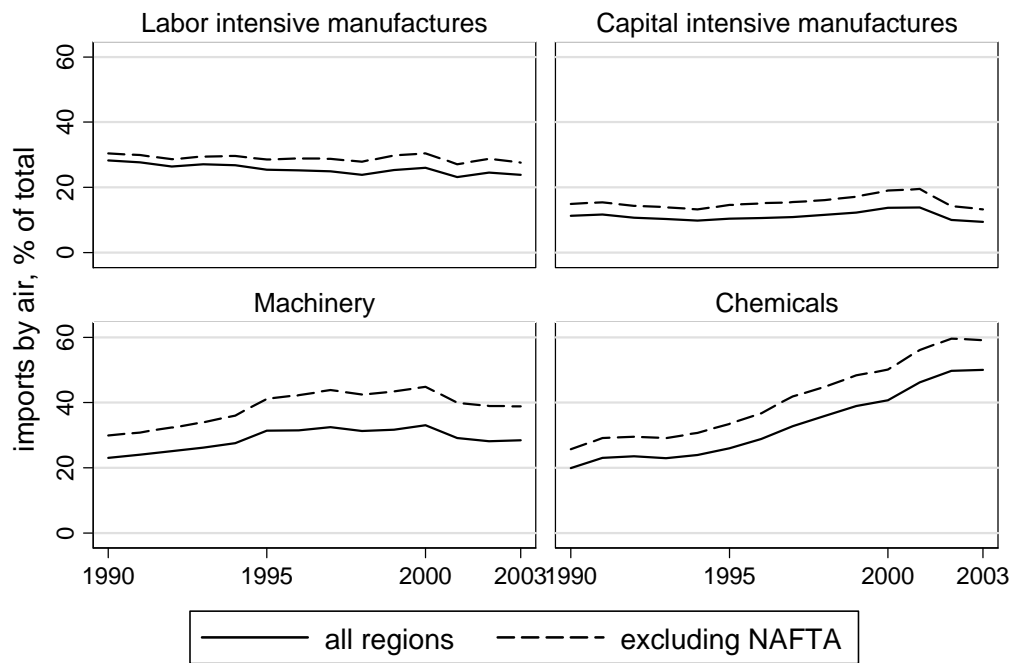 Labor intensive manufactures
Capital intensive manufactures
imports by air, % of total
60
40
20
0
Machinery
Chemicals
60
40
20
0
1990
1995
2000
2003
1990
1995
2000
2003
all regions
excluding NAFTA